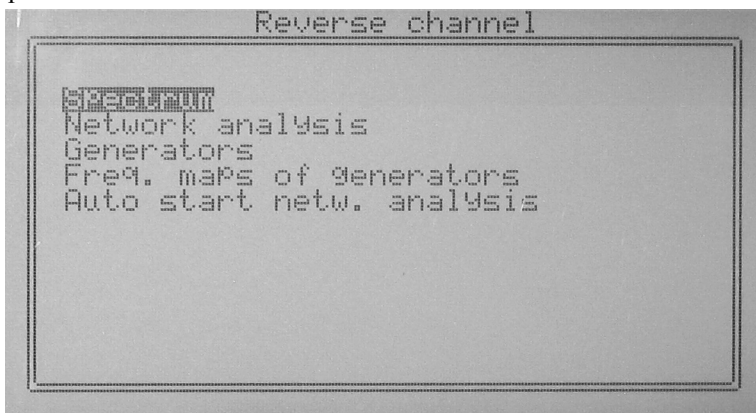 Reverse channel
Spectrum
Network analysis
Generators
Freq. maps of generators
Auto start netw. analysis